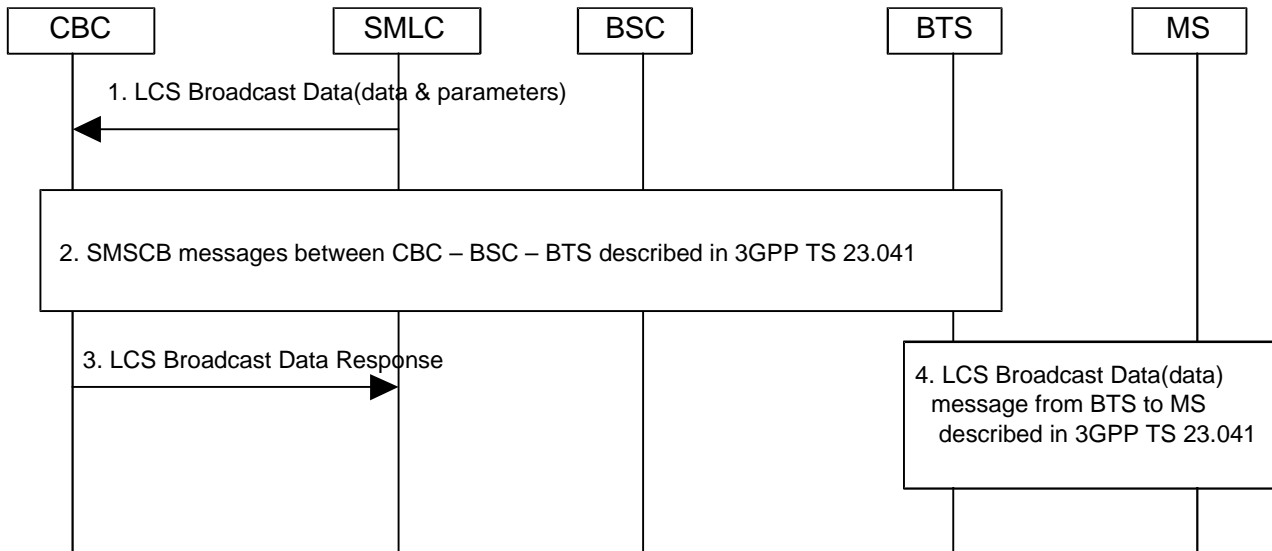 CBC
SMLC
BSC
BTS
MS
1. LCS Broadcast Data(data & parameters)
2. SMSCB messages between CBC – BSC – BTS described in 3GPP TS 23.041
3. LCS Broadcast Data Response
4. LCS Broadcast Data(data)
message from BTS to MS
described in 3GPP TS 23.041